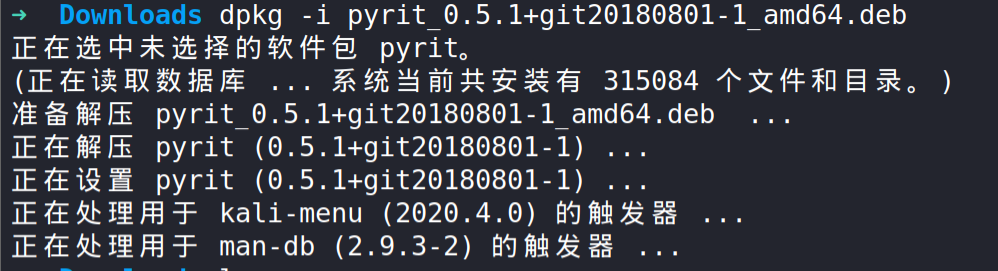 → Downloads dpkg -i pyrit_0.5.1+git20180801-1_amd64.deb
正在选中未选择的软件包 pyrit。
(正在读取数据库 ... 系统当前共安装有 315084 个文件和目录。)
准备解压 pyrit_0.5.1+git20180801-1_amd64.deb ...
正在解压 pyrit (0.5.1+git20180801-1) ...
正在设置 pyrit (0.5.1+git20180801-1) ...
正在处理用于 kali-menu (2020.4.0) 的触发器 ...
正在处理用于 man-db (2.9.3-2) 的触发器 ...